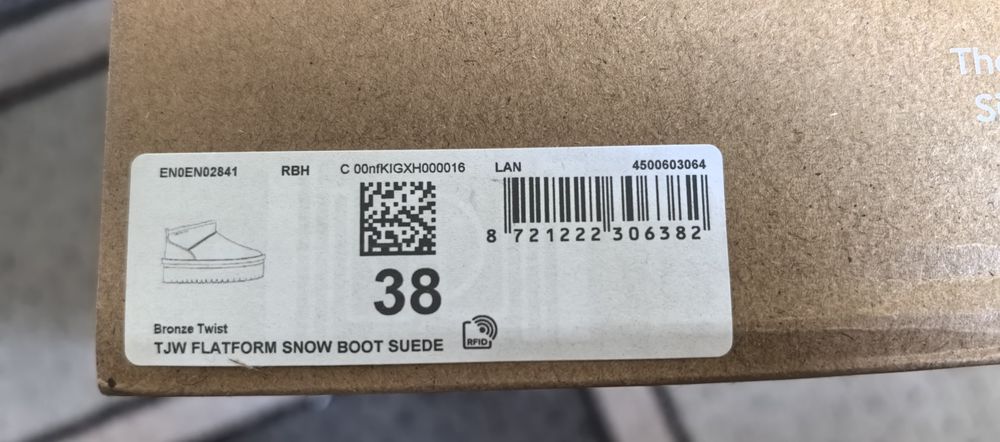 EN0EN02841 RBH C 00nfKIGXH000016 LAN 4500603064
8 721222 306382
38
Bronze Twist
TJW FLATFORM SNOW BOOT SUEDE RFID